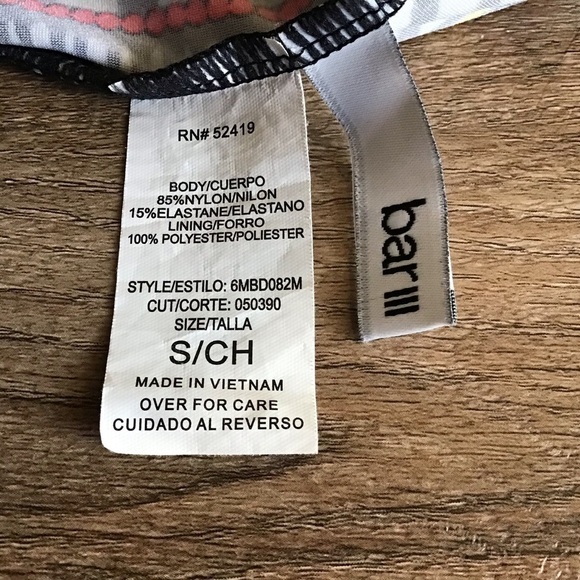 RN# 52419
BODY/CUERPO
85%NYLON/NILON
15%ELASTANE/ELASTANO
LINING/FORRO
100% POLYESTER/POLIESTER
STYLE/ESTILO: 6MBD082M
CUT/CORTE: 050390
SIZE/TALLA
S/CH
MADE IN VIETNAM
OVER FOR CARE
CUIDADO AL REVERSO
bar III